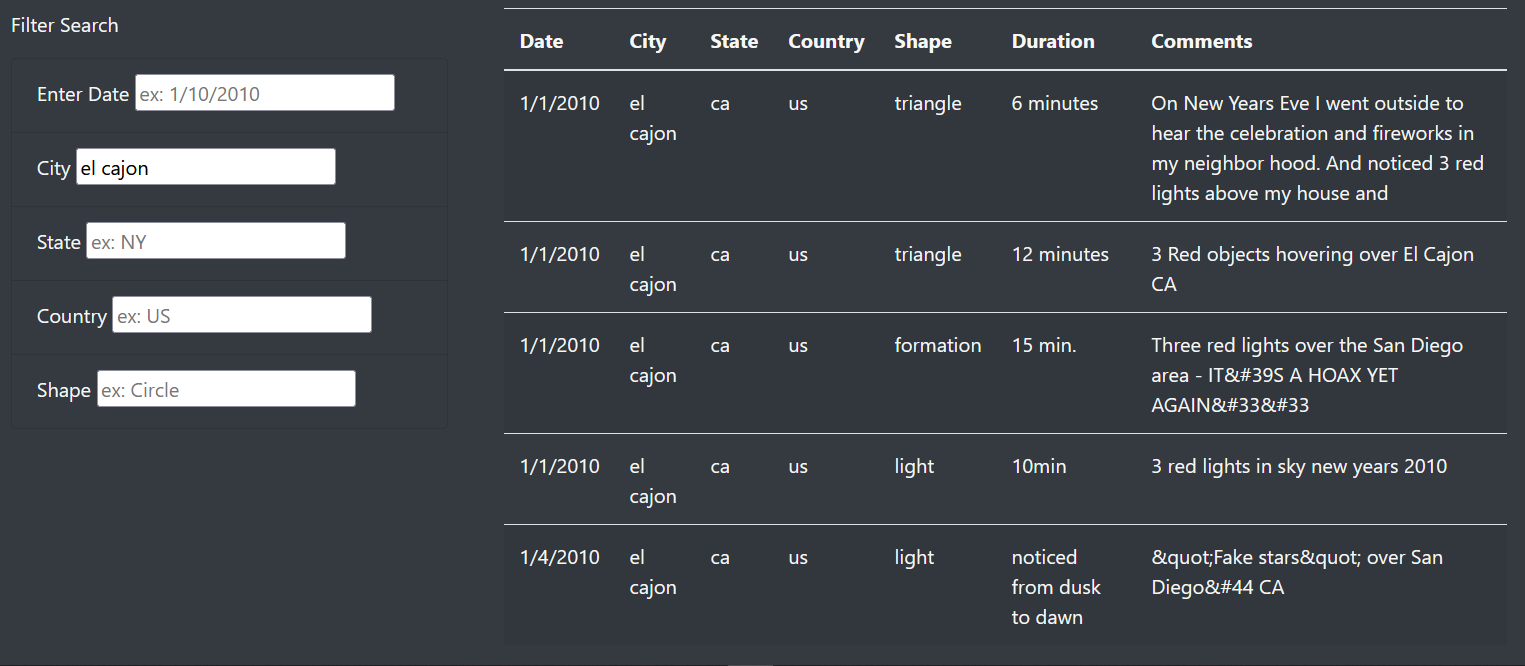 Filter Search
Enter Date ex: 1/10/2010
City el cajon
State ex: NY
Country ex: US
Shape ex: Circle
Date City State Country Shape Duration Comments
1/1/2010 el ca us triangle 6 minutes On New Years Eve I went outside to
cajon hear the celebration and fireworks in
my neighbor hood. And noticed 3 red
lights above my house and
1/1/2010 el ca us triangle 12 minutes 3 Red objects hovering over El Cajon
cajon CA
1/1/2010 el ca us formation 15 min. Three red lights over the San Diego
cajon area - IT&#39S A HOAX YET
AGAIN&#33&#33
1/1/2010 el ca us light 10min 3 red lights in sky new years 2010
cajon
1/4/2010 el ca us light noticed &quot;Fake stars&quot; over San
cajon from dusk Diego&#44 CA
to dawn